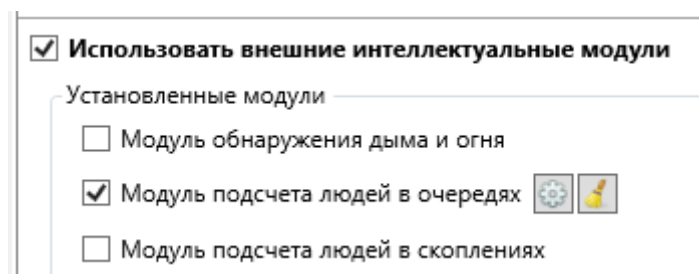 Использовать внешние интеллектуальные модули
Установленные модули
Модуль обнаружения дыма и огня
Модуль подсчета людей в очередях
Модуль подсчета людей в скоплениях